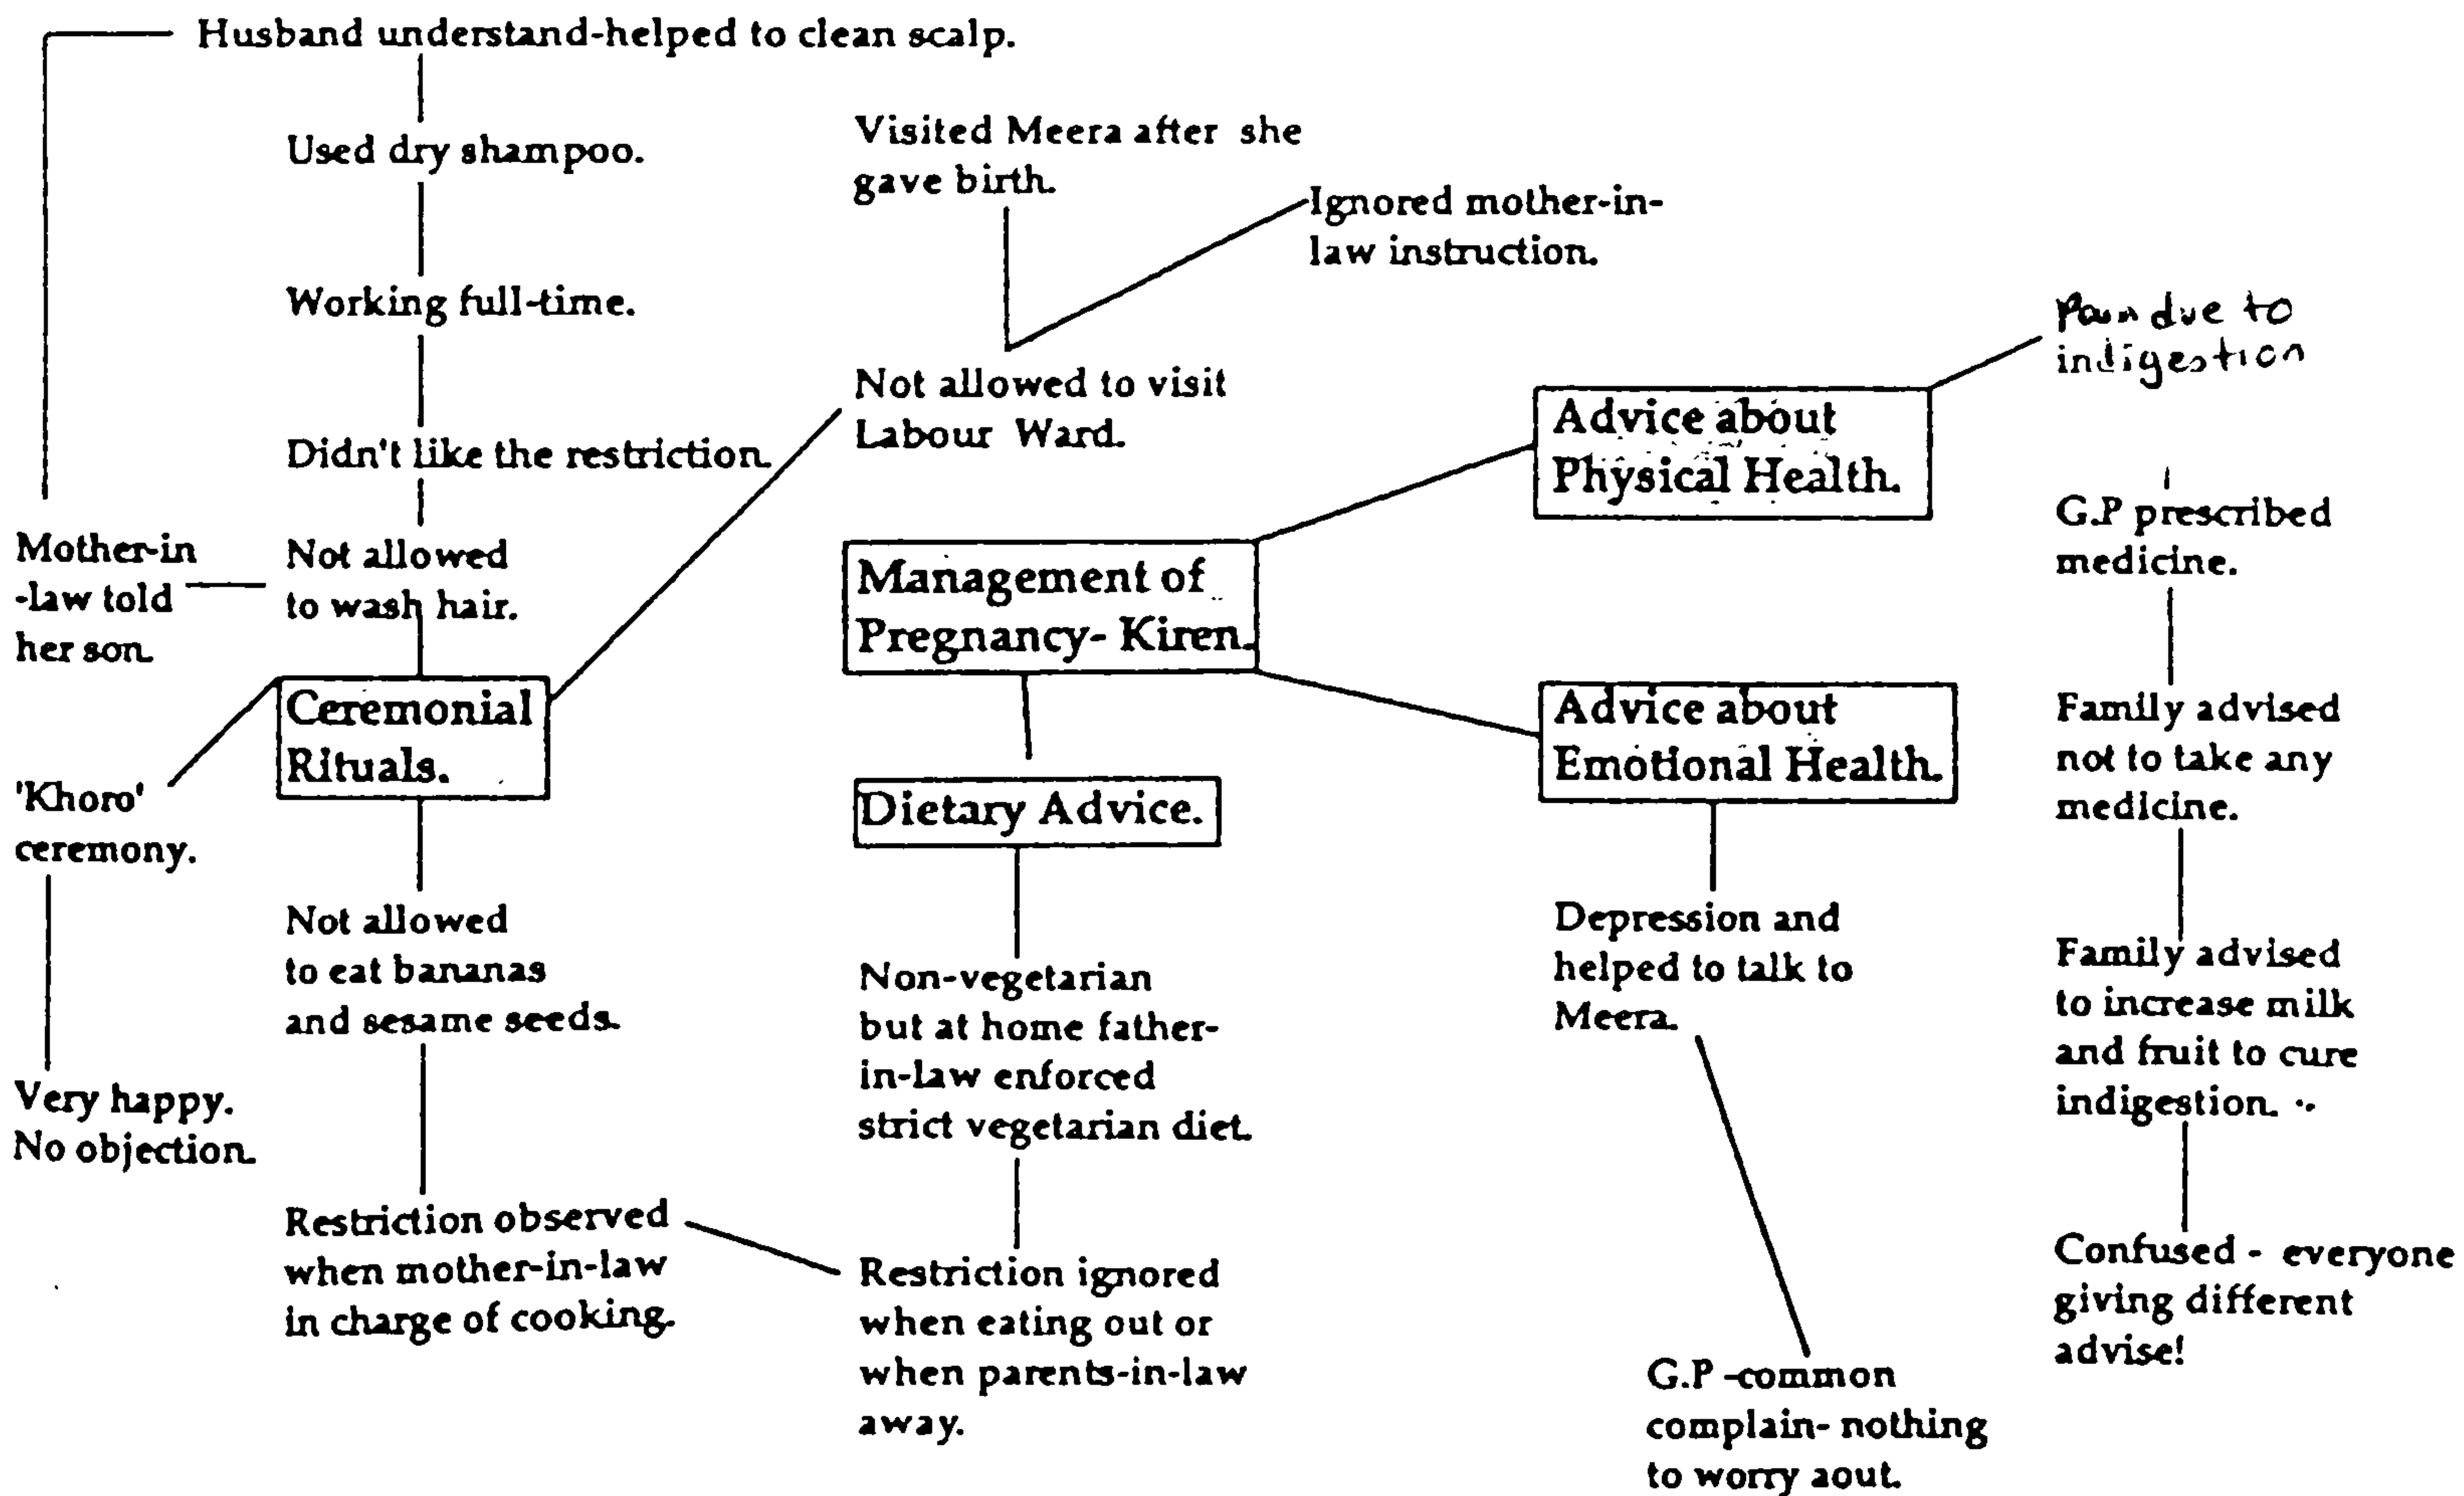 Husband understand-helped to clean scalp.
Used dry shampoo.
Working full-time.
Didn't like the restriction.
Not allowed
to wash hair.
Mother-in
-law told
her son.
Ceremonial
Rituals.
'Khoro'
ceremony.
Very happy.
No objection.
Not allowed
to eat bananas
and sesame seeds.
Restriction observed
when mother-in-law
in charge of cooking.
Visited Meera after she
gave birth.
Ignored mother-in-
law instruction.
Not allowed to visit
Labour Ward.
Management of
Pregnancy- Kiren.
Dietary Advice.
Non-vegetarian
but at home father-
in-law enforced
strict vegetarian diet.
Restriction ignored
when eating out or
when parents-in-law
away.
Advice about
Physical Health.
Advice about
Emotional Health.
Depression and
helped to talk to
Meera.
G.P -common
complain- nothing
to worry aout.
Pain due to
indigestion
G.P prescribed
medicine.
Family advised
not to take any
medicine.
Family advised
to increase milk
and fruit to cure
indigestion.
Confused - everyone
giving different
advise!